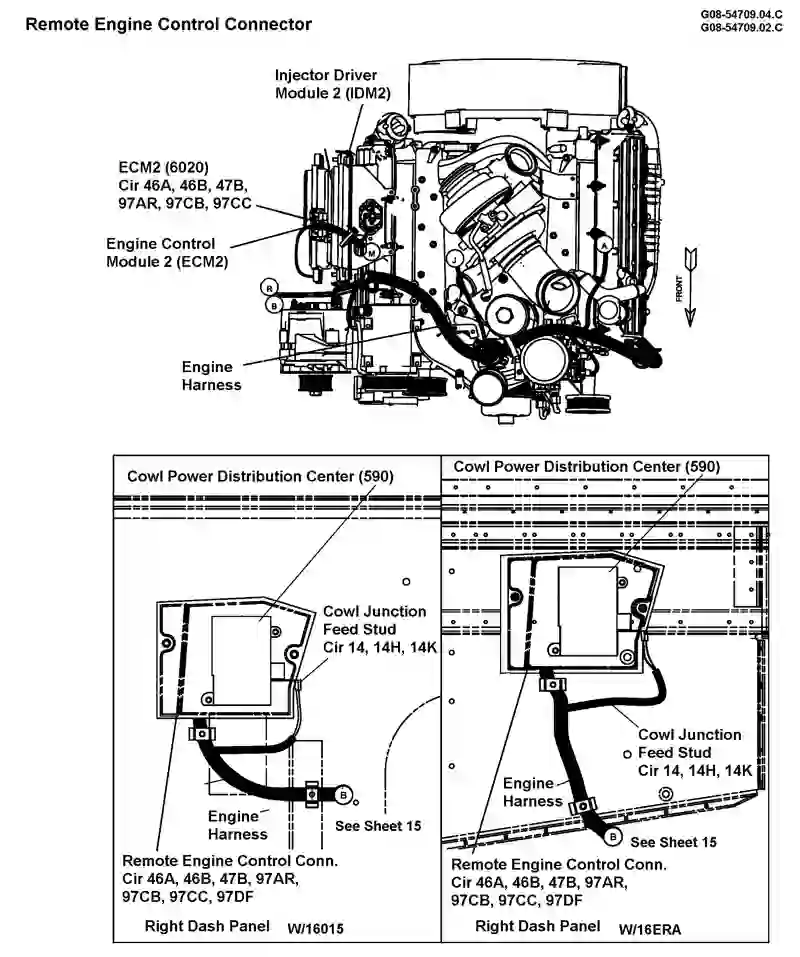 Remote Engine Control Connector
G08-54709.04.C
G08-54709.02.C
Injector Driver
Module 2 (IDM2)
ECM2 (6020)
Cir 46A, 46B, 47B,
97AR, 97CB, 97CC
Engine Control
Module 2 (ECM2)
M
J
A
R
B
FRONT
Engine
Harness
Cowl Power Distribution Center (590)
Cowl Junction
Feed Stud
Cir 14, 14H, 14K
B
Engine
Harness
See Sheet 15
Remote Engine Control Conn.
Cir 46A, 46B, 47B, 97AR,
97CB, 97CC, 97DF
Right Dash Panel W/16015
Cowl Power Distribution Center (590)
Cowl Junction
Feed Stud
Cir 14, 14H, 14K
Engine
Harness
B
See Sheet 15
Remote Engine Control Conn.
Cir 46A, 46B, 47B, 97AR,
97CB, 97CC, 97DF
Right Dash Panel W/16ERA